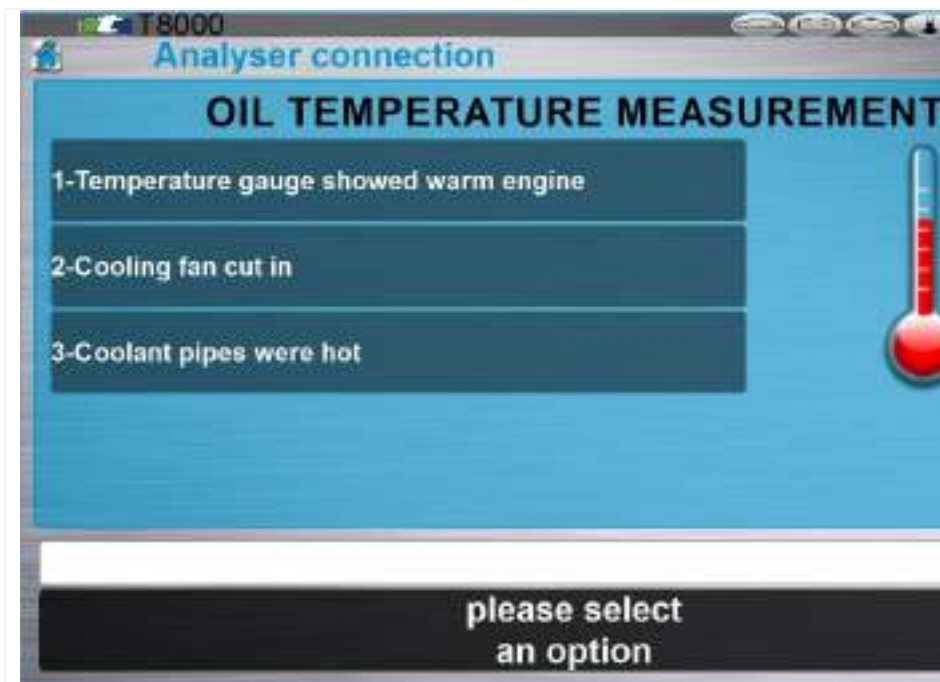 T8000
Analyser connection
OIL TEMPERATURE MEASUREMENT
1-Temperature gauge showed warm engine
2-Cooling fan cut in
3-Coolant pipes were hot
please select
an option